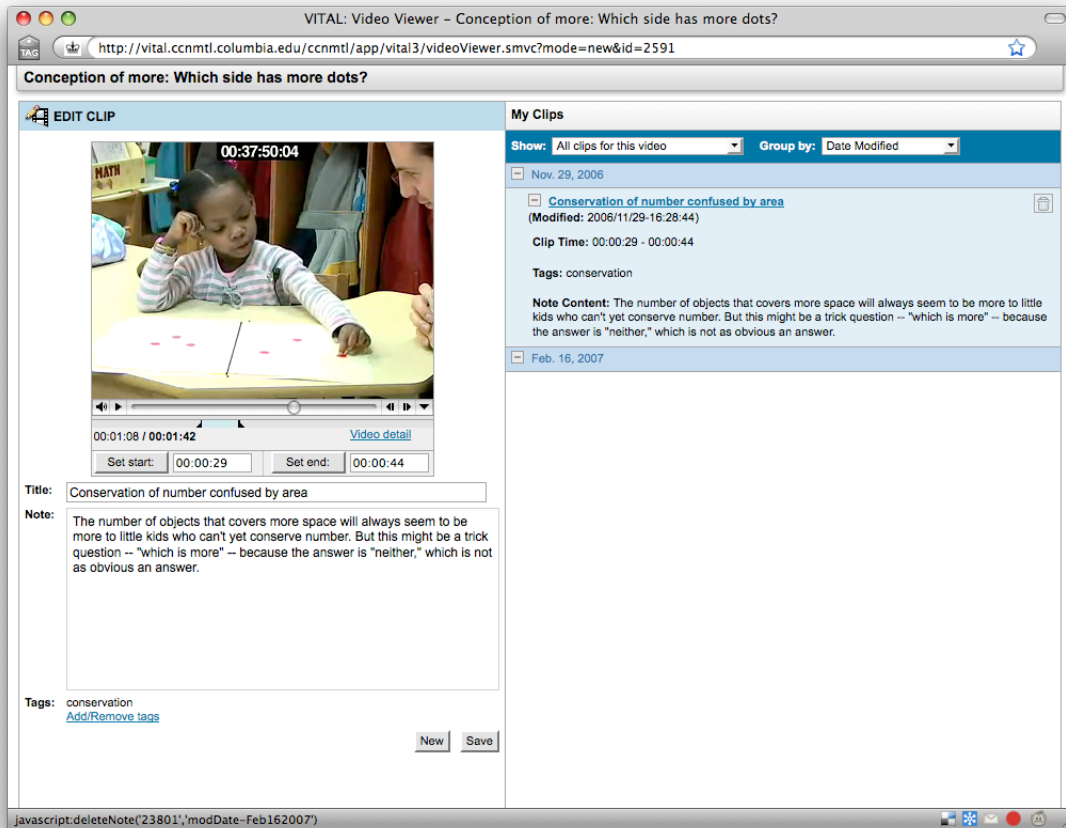 VITAL: Video Viewer – Conception of more: Which side has more dots?
TAG
http://vital.ccnmtl.columbia.edu/ccnmtl/app/vital3/videoViewer.smvc?mode=new&id=2591
Conception of more: Which side has more dots?
EDIT CLIP
00:37:50:04
MATH
00:01:08 / 00:01:42
Video detail
Set start:
00:00:29
Set end:
00:00:44
Title:
Conservation of number confused by area
Note:
The number of objects that covers more space will always seem to be
more to little kids who can't yet conserve number. But this might be a trick
question -- "which is more" -- because the answer is "neither," which is not
as obvious an answer.
Tags: conservation
Add/Remove tags
New
Save
My Clips
Show: All clips for this video
Group by: Date Modified
Nov. 29, 2006
Conservation of number confused by area
(Modified: 2006/11/29-16:28:44)
Clip Time: 00:00:29 - 00:00:44
Tags: conservation
Note Content: The number of objects that covers more space will always seem to be more to little
kids who can't yet conserve number. But this might be a trick question -- "which is more" -- because
the answer is "neither," which is not as obvious an answer.
Feb. 16, 2007
javascript:deleteNote('23801','modDate-Feb162007')